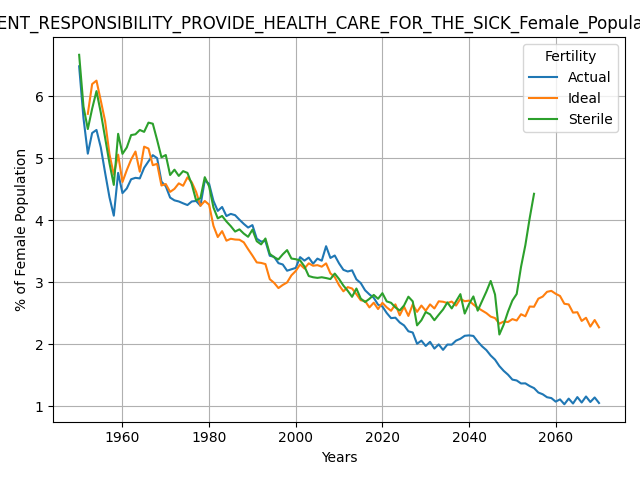 ENT_RESPONSIBILITY_PROVIDE_HEALTH_CARE_FOR_THE_SICK_Female_Popula
Fertility
Actual
Ideal
Sterile
% of Female Population
6
5
4
3
2
1
1960 1980 2000 2020 2040 2060
Years